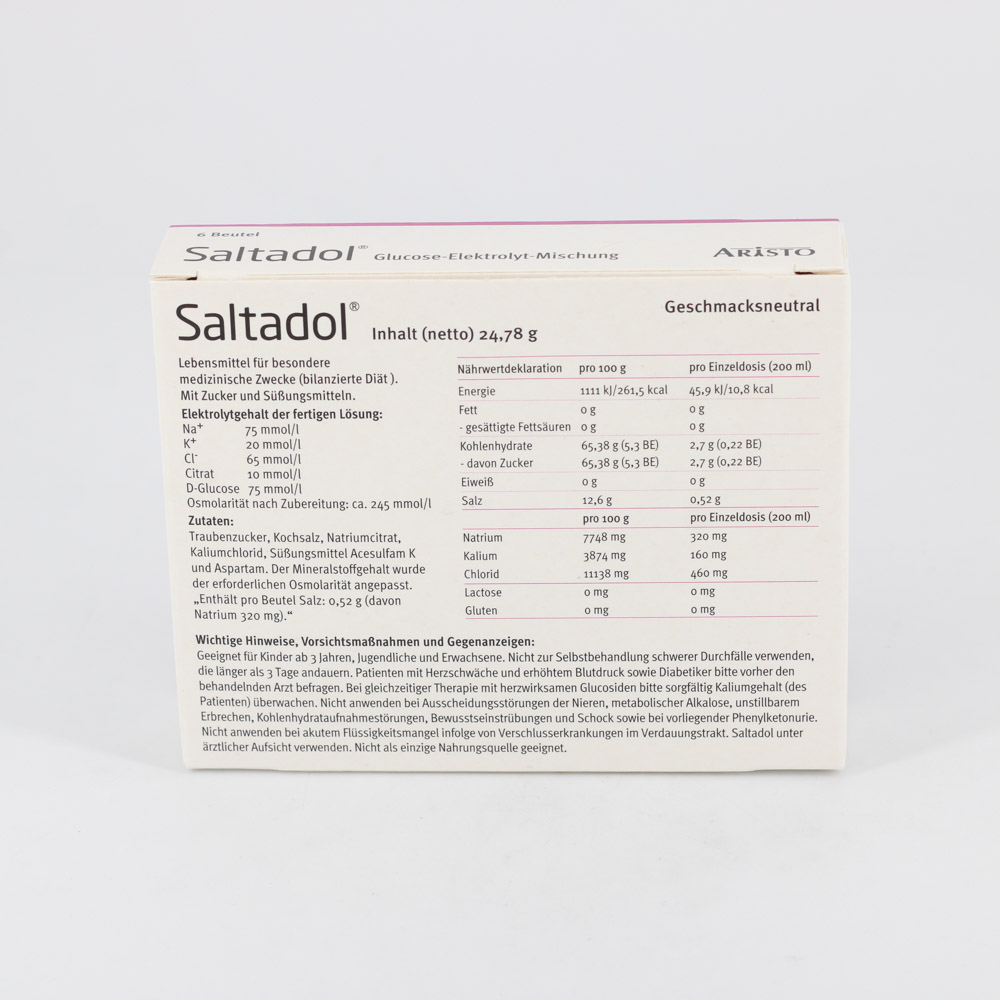 6 Beutel
Saltadol® Glucose-Elektrolyt-Mischung
ARISTO
Saltadol® Inhalt (netto) 24,78 g
Geschmacksneutral
Lebensmittel für besondere
medizinische Zwecke (bilanzierte Diät ).
Mit Zucker und Süßungsmitteln.
Elektrolytgehalt der fertigen Lösung:
Na+ 75 mmol/l
K+ 20 mmol/l
Cl- 65 mmol/l
Citrat 10 mmol/l
D-Glucose 75 mmol/l
Osmolarität nach Zubereitung: ca. 245 mmol/l
Zutaten:
Traubenzucker, Kochsalz, Natriumcitrat,
Kaliumchlorid, Süßungsmittel Acesulfam K
und Aspartam. Der Mineralstoffgehalt wurde
der erforderlichen Osmolarität angepasst.
„Enthält pro Beutel Salz: 0,52 g (davon
Natrium 320 mg).“
Nährwertdeklaration pro 100 g pro Einzeldosis (200 ml)
Energie 1111 kJ/261,5 kcal 45,9 kJ/10,8 kcal
Fett 0 g 0 g
- gesättigte Fettsäuren 0 g 0 g
Kohlenhydrate 65,38 g (5,3 BE) 2,7 g (0,22 BE)
- davon Zucker 65,38 g (5,3 BE) 2,7 g (0,22 BE)
Eiweiß 0 g 0 g
Salz 12,6 g 0,52 g
pro 100 g pro Einzeldosis (200 ml)
Natrium 7748 mg 320 mg
Kalium 3874 mg 160 mg
Chlorid 11138 mg 460 mg
Lactose 0 mg 0 mg
Gluten 0 mg 0 mg
Wichtige Hinweise, Vorsichtsmaßnahmen und Gegenanzeigen:
Geeignet für Kinder ab 3 Jahren, Jugendliche und Erwachsene. Nicht zur Selbstbehandlung schwerer Durchfälle verwenden,
die länger als 3 Tage andauern. Patienten mit Herzschwäche und erhöhtem Blutdruck sowie Diabetiker bitte vorher den
behandelnden Arzt befragen. Bei gleichzeitiger Therapie mit herzwirksamen Glucosiden bitte sorgfältig Kaliumgehalt (des
Patienten) überwachen. Nicht anwenden bei Ausscheidungsstörungen der Nieren, metabolischer Alkalose, unstillbarem
Erbrechen, Kohlenhydrataufnahmestörungen, Bewusstseinstrübungen und Schock sowie bei vorliegender Phenylketonurie.
Nicht anwenden bei akutem Flüssigkeitsmangel infolge von Verschlusserkrankungen im Verdauungstrakt. Saltadol unter
ärztlicher Aufsicht verwenden. Nicht als einzige Nahrungsquelle geeignet.